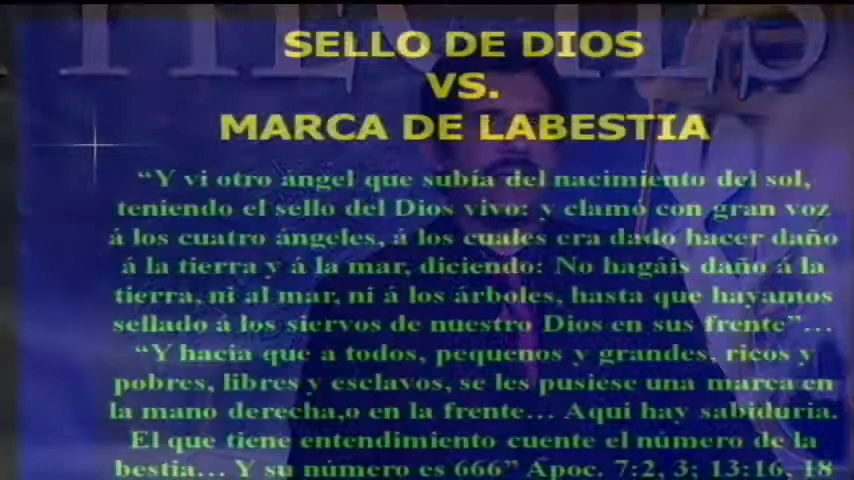 SELLO DE DIOS
VS.
MARCA DE LABESTIA
“Y vi otro ángel que subía del nacimiento del sol,
teniendo el sello del Dios vivo: y clamó con gran voz
á los cuatro ángeles, á los cuales era dado hacer daño
á la tierra y á la mar, diciendo: No hagáis daño á la
tierra, ni al mar, ni á los árboles, hasta que hayamos
sellado á los siervos de nuestro Dios en sus frente”...
“Y hacía que a todos, pequenos y grandes, ricos y
pobres, libres y esclavos, se les pusiese una marca en
la mano derecha,o en la frente... Aqui hay sabiduria.
El que tiene entendimiento cuente el número de la
bestia... Y su número es 666” Apoc. 7:2, 3; 13:16, 18